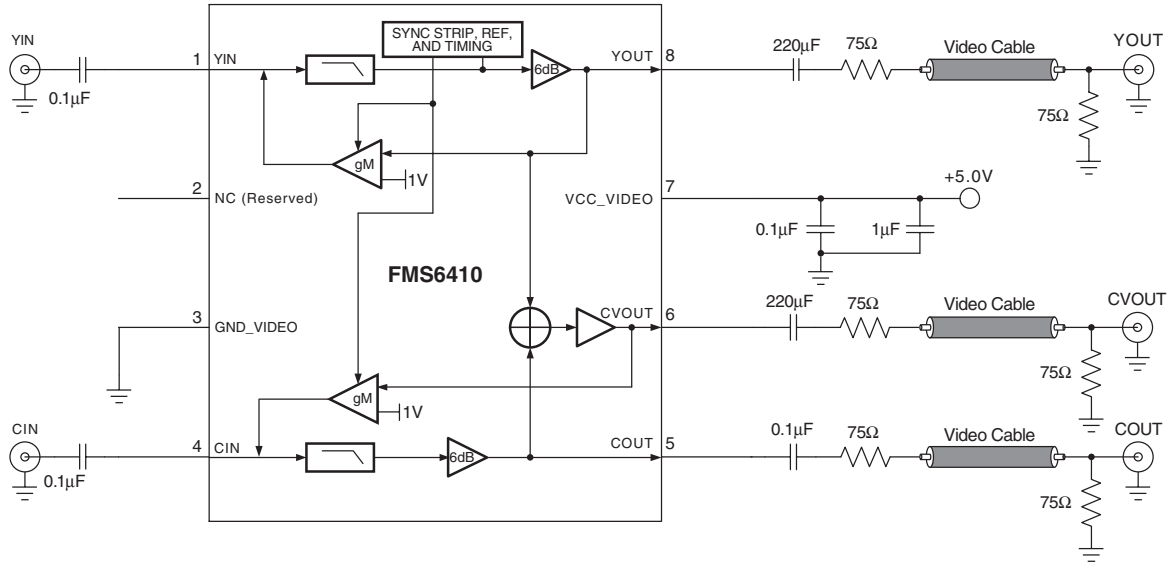 YIN
0.1µF
1
YIN
SYNC STRIP, REF,
AND TIMING
6dB
YOUT
8
220µF
75Ω
Video Cable
YOUT
75Ω
gM
1V
2
NC (Reserved)
VCC_VIDEO
7
+5.0V
0.1µF
1µF
FMS6410
3
GND_VIDEO
CVOUT
6
220µF
75Ω
Video Cable
CVOUT
75Ω
gM
1V
CIN
0.1µF
4
CIN
6dB
COUT
5
0.1µF
75Ω
Video Cable
COUT
75Ω